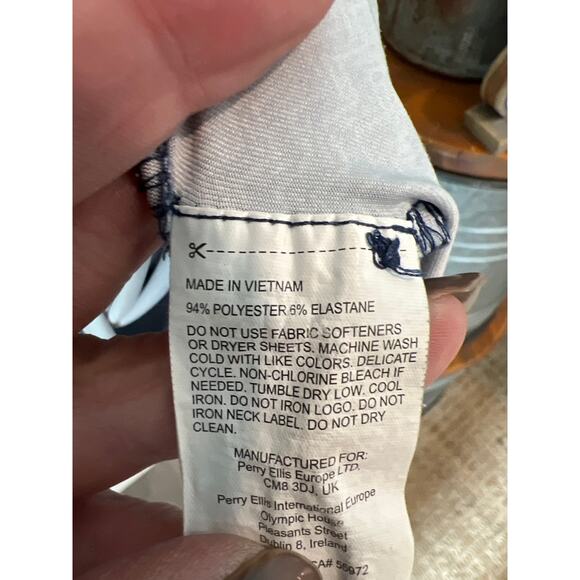 MADE IN VIETNAM
94% POLYESTER 6% ELASTANE
DO NOT USE FABRIC SOFTENERS
OR DRYER SHEETS. MACHINE WASH
COLD WITH LIKE COLORS. DELICATE
CYCLE. NON-CHLORINE BLEACH IF
NEEDED. TUMBLE DRY LOW. COOL
IRON. DO NOT IRON LOGO. DO NOT
IRON NECK LABEL. DO NOT DRY
CLEAN.
MANUFACTURED FOR:
Perry Ellis Europe LTD.
CM8 3DJ, UK
Perry Ellis International Europe
Olympic House
Pleasants Street
Dublin 8, Ireland
CA# 56972